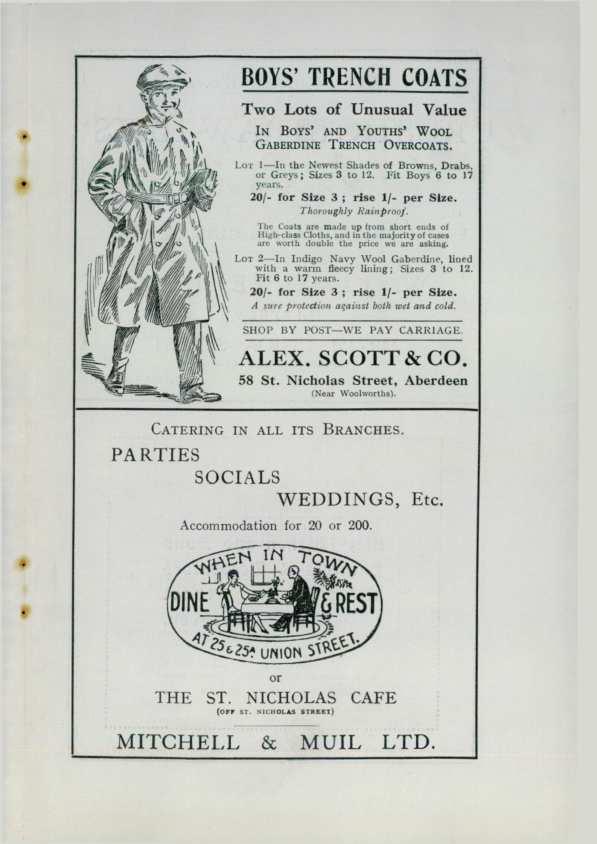 BOYS' TRENCH COATS
Two Lots of Unusual Value
IN BOYS' AND YOUTHS' WOOL
GABERDINE TRENCH OVERCOATS.
LOT 1—In the Newest Shades of Browns, Drabs,
or Greys; Sizes 3 to 12. Fit Boys 6 to 17
years.
20/- for Size 3 ; rise 1/- per Size.
Thoroughly Rainproof.
The Coats are made up from short ends of
High-class Cloths, and in the majority of cases
are worth double the price we are asking.
LOT 2—In Indigo Navy Wool Gaberdine, lined
with a warm fleecy lining; Sizes 3 to 12.
Fit 6 to 17 years.
20/- for Size 3 ; rise 1/- per Size.
A sure protection against both wet and cold.
SHOP BY POST—WE PAY CARRIAGE.
ALEX. SCOTT & CO.
58 St. Nicholas Street, Aberdeen
(Near Woolworths).
CATERING IN ALL ITS BRANCHES.
PARTIES
SOCIALS
WEDDINGS, Etc.
Accommodation for 20 or 200.
WHEN IN TOWN
DINE & REST
AT 25 & 25A UNION STREET.
or
THE ST. NICHOLAS CAFE
(OFF ST. NICHOLAS STREET)
MITCHELL & MUIL LTD.